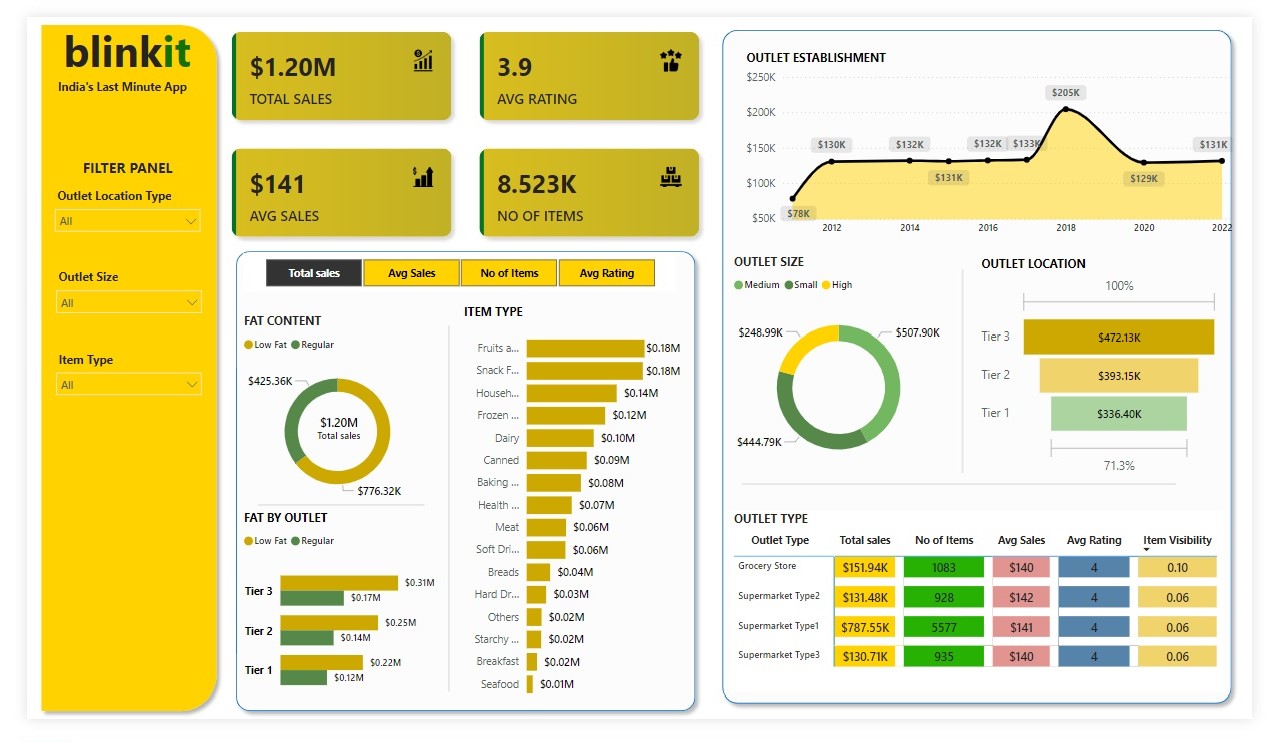 blinkit
India's Last Minute App
FILTER PANEL
Outlet Location Type
All
Outlet Size
All
Item Type
All
$1.20M
TOTAL SALES
3.9
AVG RATING
$141
AVG SALES
8.523K
NO OF ITEMS
Total sales Avg Sales No of Items Avg Rating
FAT CONTENT
Low Fat Regular
$425.36K
$1.20M
Total sales
$776.32K
FAT BY OUTLET
Low Fat Regular
Tier 3 $0.31M
$0.17M
Tier 2 $0.25M
$0.14M
Tier 1 $0.22M
$0.12M
ITEM TYPE
Fruits a... $0.18M
Snack F... $0.18M
Househ... $0.14M
Frozen ... $0.12M
Dairy $0.10M
Canned $0.09M
Baking ... $0.08M
Health ... $0.07M
Meat $0.06M
Soft Dri... $0.06M
Breads $0.04M
Hard Dr... $0.03M
Others $0.02M
Starchy ... $0.02M
Breakfast $0.02M
Seafood $0.01M
OUTLET ESTABLISHMENT
$250K
$200K
$150K
$100K
$50K
$78K $130K $132K $131K $132K $133K $205K $129K $131K
2012 2014 2016 2018 2020 2022
OUTLET SIZE
Medium Small High
$248.99K $507.90K
$444.79K
OUTLET LOCATION
100%
Tier 3 $472.13K
Tier 2 $393.15K
Tier 1 $336.40K
71.3%
OUTLET TYPE
Outlet Type Total sales No of Items Avg Sales Avg Rating Item Visibility
Grocery Store $151.94K 1083 $140 4 0.10
Supermarket Type2 $131.48K 928 $142 4 0.06
Supermarket Type1 $787.55K 5577 $141 4 0.06
Supermarket Type3 $130.71K 935 $140 4 0.06